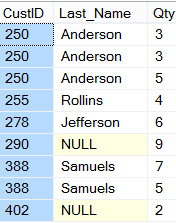 CustID Last_Name Qty
250 Anderson 3
250 Anderson 3
250 Anderson 5
255 Rollins 4
278 Jefferson 6
290 NULL 9
388 Samuels 7
388 Samuels 5
402 NULL 2